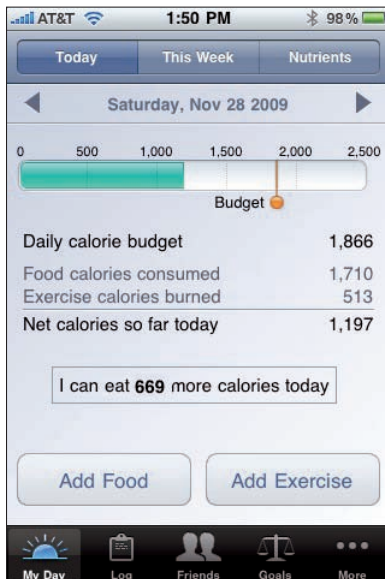 AT&T 1:50 PM 98%
Today This Week Nutrients
Saturday, Nov 28 2009
0 500 1,000 1,500 2,000 2,500
Budget
Daily calorie budget 1,866
Food calories consumed 1,710
Exercise calories burned 513
Net calories so far today 1,197
I can eat 669 more calories today
Add Food Add Exercise
My Day Log Friends Goals More